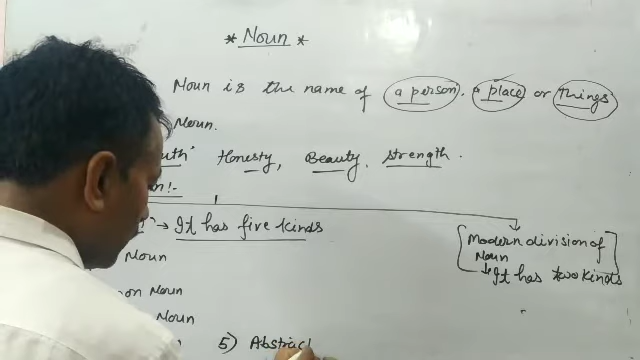 * Noun *
Noun is the name of a person, a place or things
Noun.
Honesty, Beauty, strength.
→ It has five kinds
[Modern division of
Noun
Noun
↳ It has two kinds]
Noun
Noun
5) Abstract